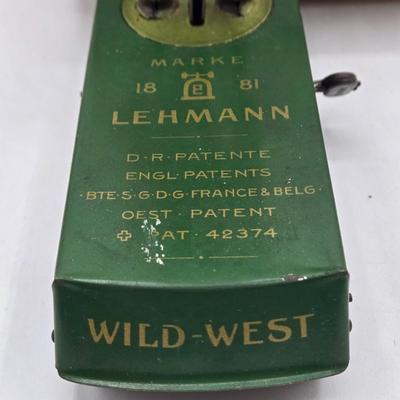 MARKE
18 81
LEHMANN
D·R·PATENTE
ENGL·PATENTS
·BTE·S·G·D·G·FRANCE&BELG·
OEST·PATENT
✚ PAT·42374
WILD-WEST